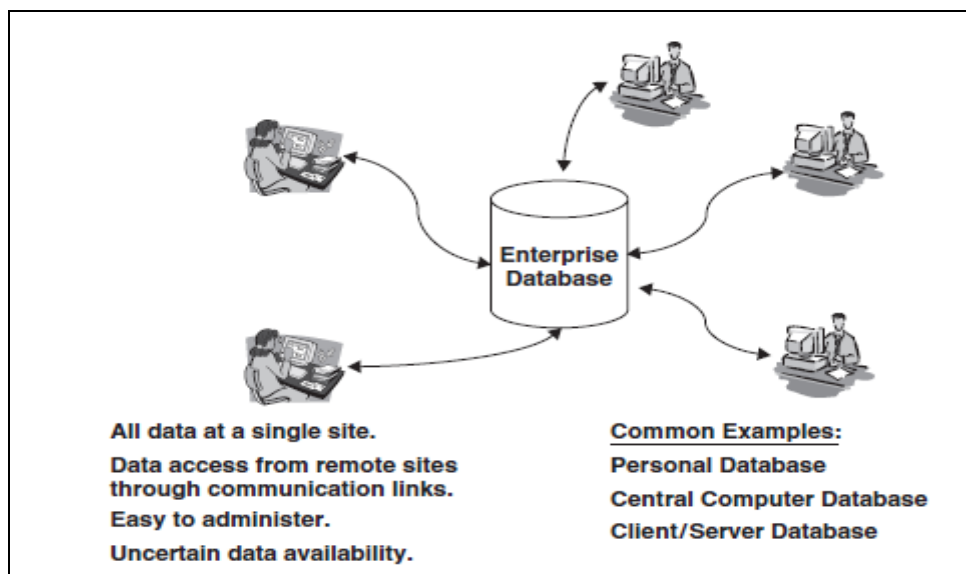 Enterprise
Database
All data at a single site.
Data access from remote sites
through communication links.
Easy to administer.
Uncertain data availability.
Common Examples:
Personal Database
Central Computer Database
Client/Server Database